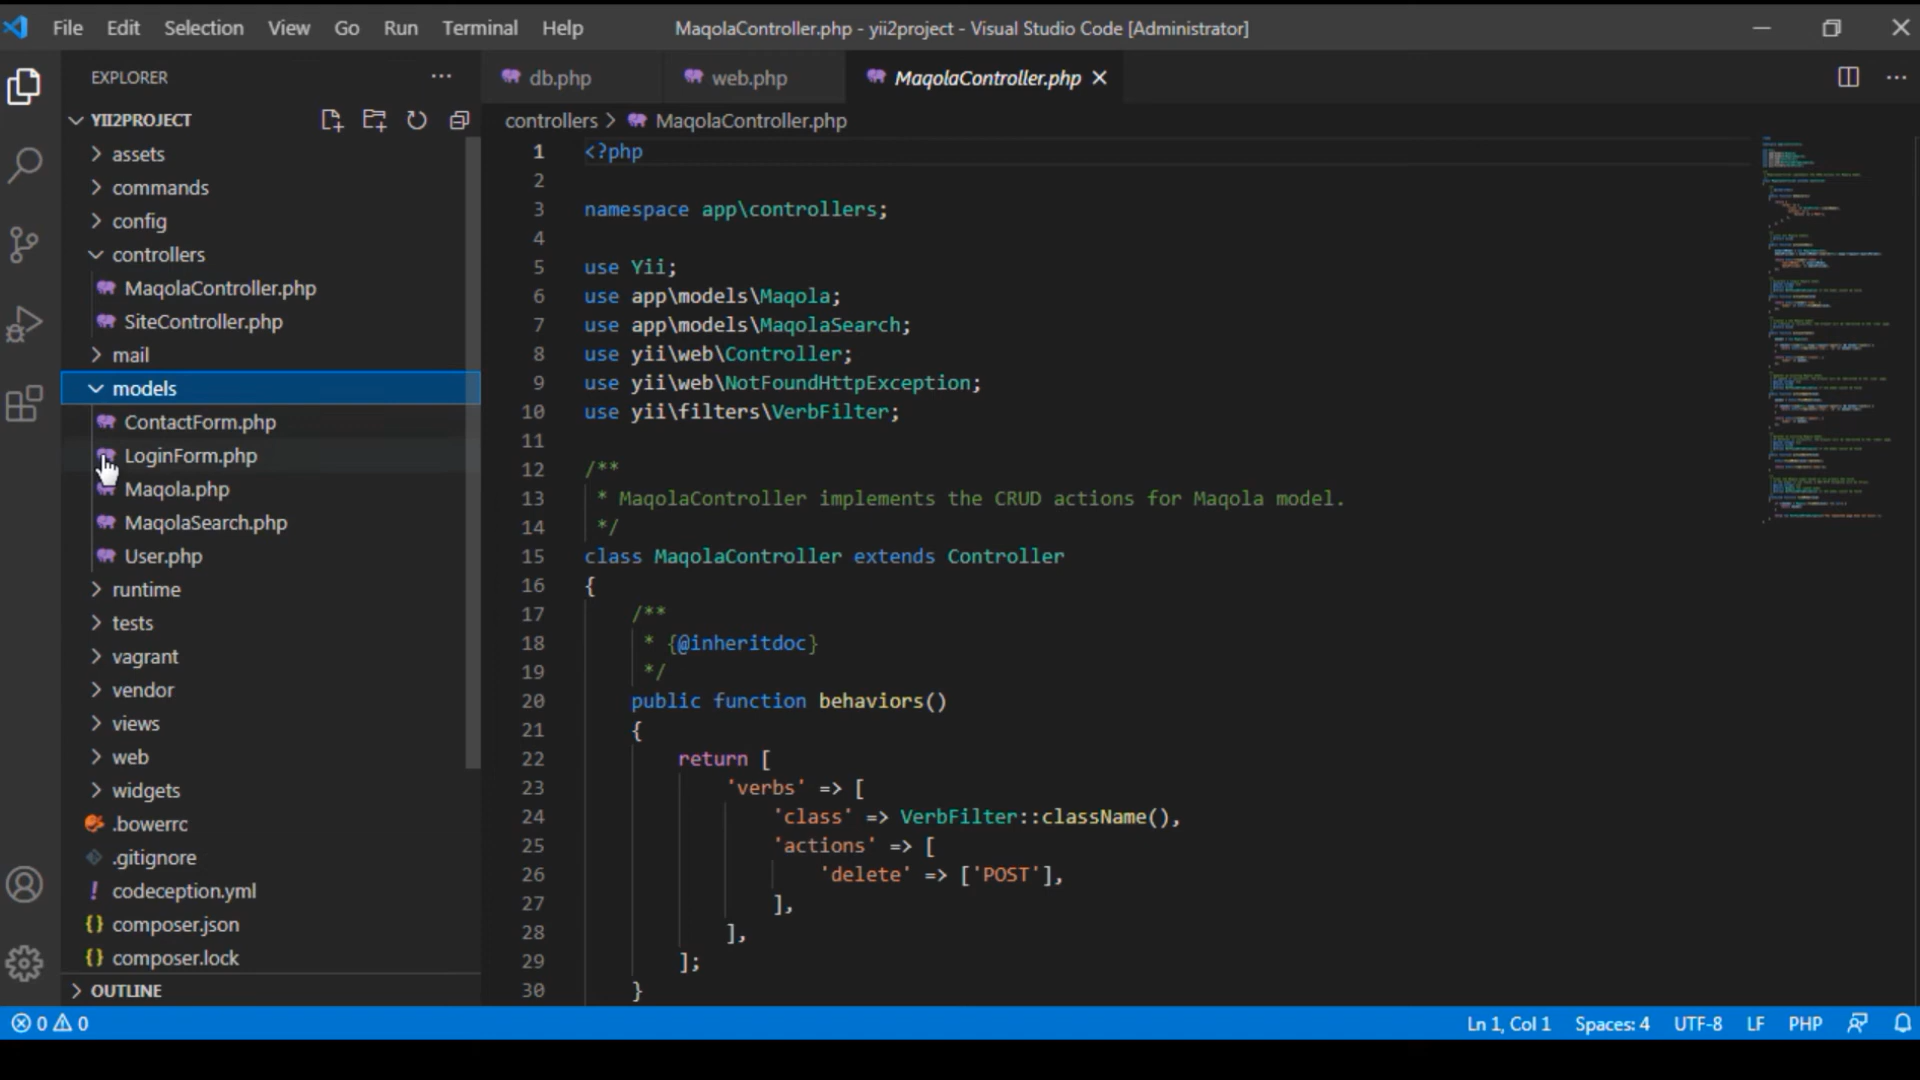 File Edit Selection View Go Run Terminal Help
MaqolaController.php - yii2project - Visual Studio Code [Administrator]
EXPLORER
YII2PROJECT
assets
commands
config
controllers
MaqolaController.php
SiteController.php
mail
models
ContactForm.php
LoginForm.php
Maqola.php
MaqolaSearch.php
User.php
runtime
tests
vagrant
vendor
views
web
widgets
.bowerrc
.gitignore
codeception.yml
composer.json
composer.lock
OUTLINE
db.php web.php MaqolaController.php
controllers > MaqolaController.php
1 <?php
2
3 namespace app\controllers;
4
5 use Yii;
6 use app\models\Maqola;
7 use app\models\MaqolaSearch;
8 use yii\web\Controller;
9 use yii\web\NotFoundHttpException;
10 use yii\filters\VerbFilter;
11
12 /**
13 * MaqolaController implements the CRUD actions for Maqola model.
14 */
15 class MaqolaController extends Controller
16 {
17 /**
18 * {@inheritdoc}
19 */
20 public function behaviors()
21 {
22 return [
23 'verbs' => [
24 'class' => VerbFilter::className(),
25 'actions' => [
26 'delete' => ['POST'],
27 ],
28 ],
29 ];
30 }
0 0
Ln 1, Col 1 Spaces: 4 UTF-8 LF PHP